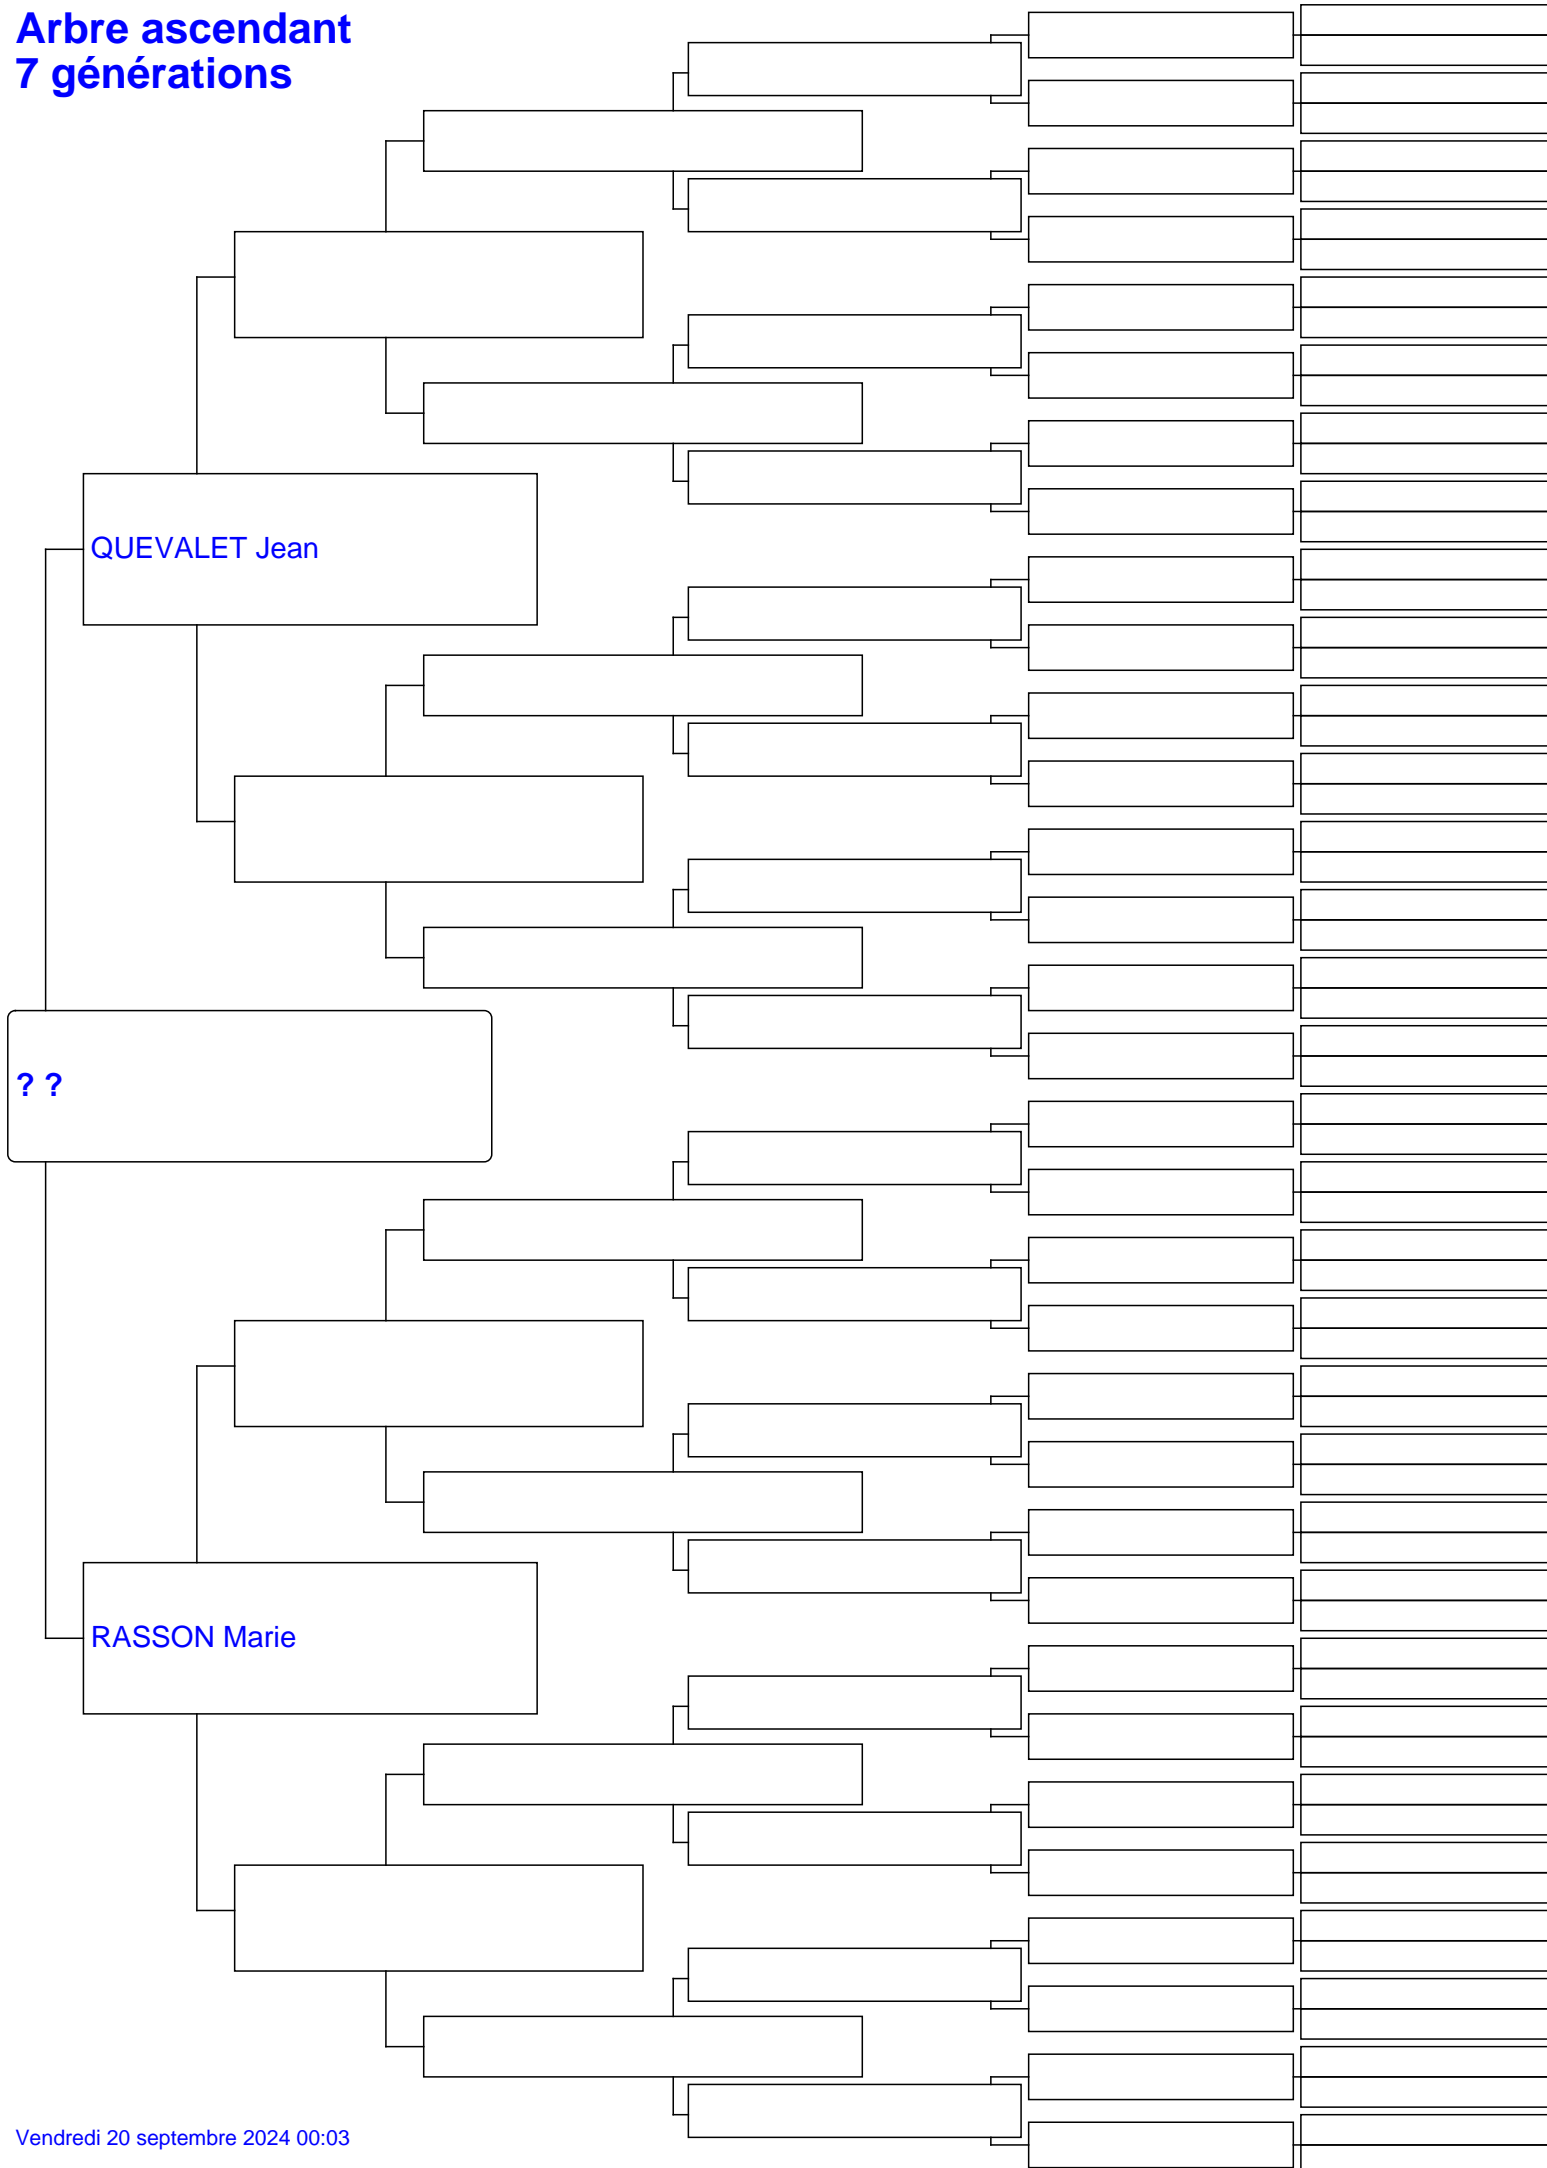 Arbre ascendant
7 générations
QUEVALET Jean
? ?
RASSON Marie
Vendredi 20 septembre 2024 00:03